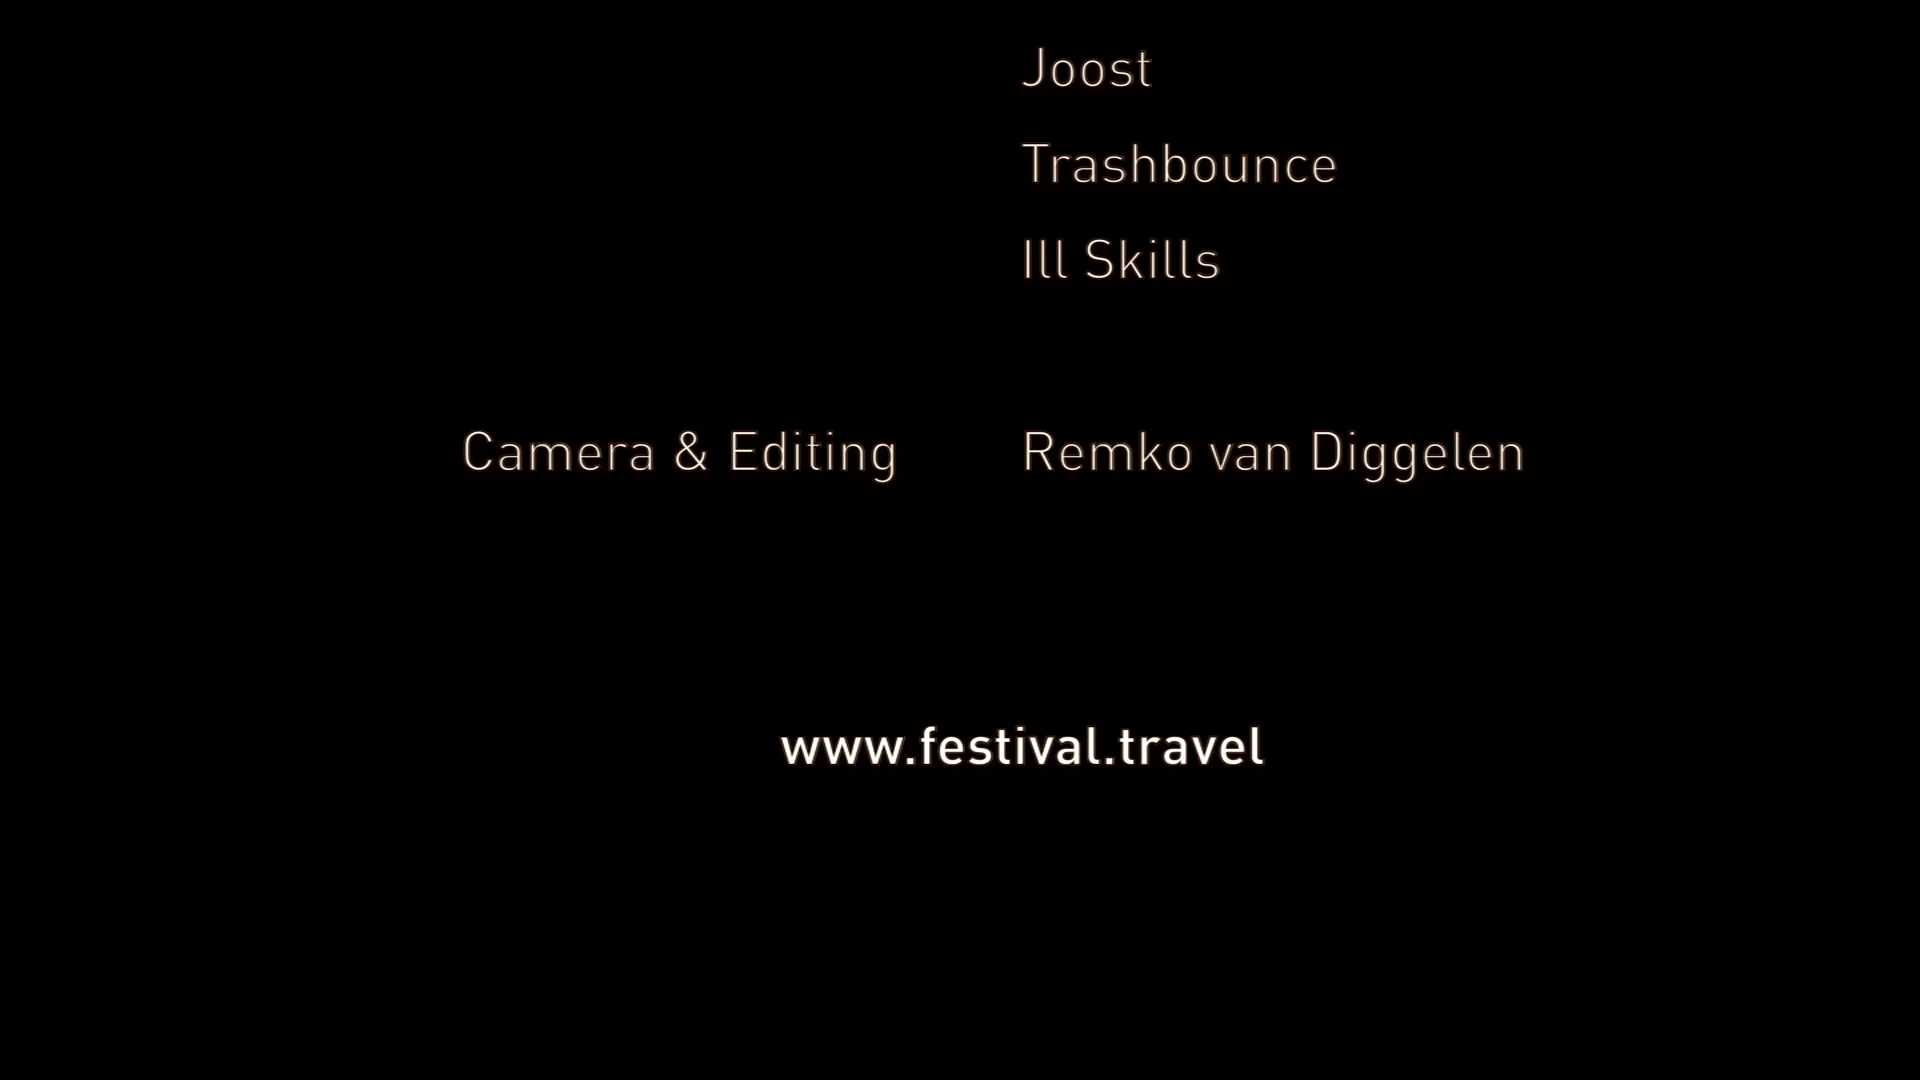 Joost
Trashbounce
Ill Skills
Camera & Editing Remko van Diggelen
www.festival.travel